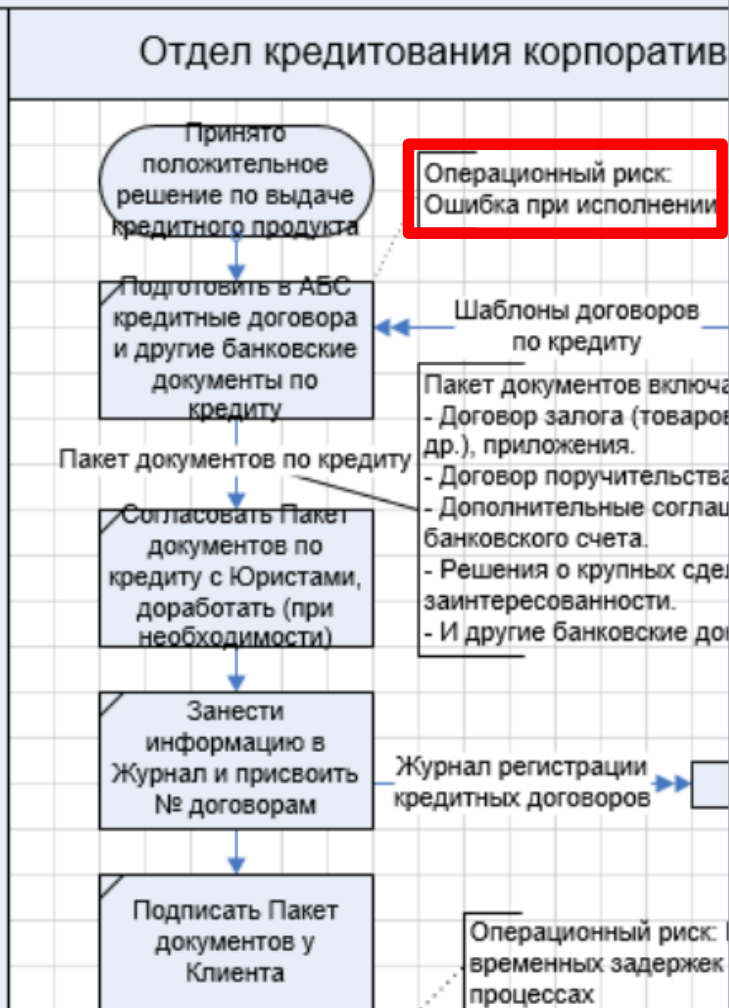 Отдел кредитования корпоратив
Принято
положительное
решение по выдаче
кредитного продукта
Операционный риск:
Ошибка при исполнении
Подготовить в АБС
кредитные договора
и другие банковские
документы по
кредиту
Шаблоны договоров
по кредиту
Пакет документов включа
- Договор залога (товаров
др.), приложения.
- Договор поручительства
- Дополнительные соглаш
банковского счета.
- Решения о крупных сдел
заинтересованности.
- И другие банковские док
Пакет документов по кредиту
Согласовать Пакет
документов по
кредиту с Юристами,
доработать (при
необходимости)
Занести
информацию в
Журнал и присвоить
№ договорам
Журнал регистрации
кредитных договоров
Подписать Пакет
документов у
Клиента
Операционный риск:
временных задержек
процессах